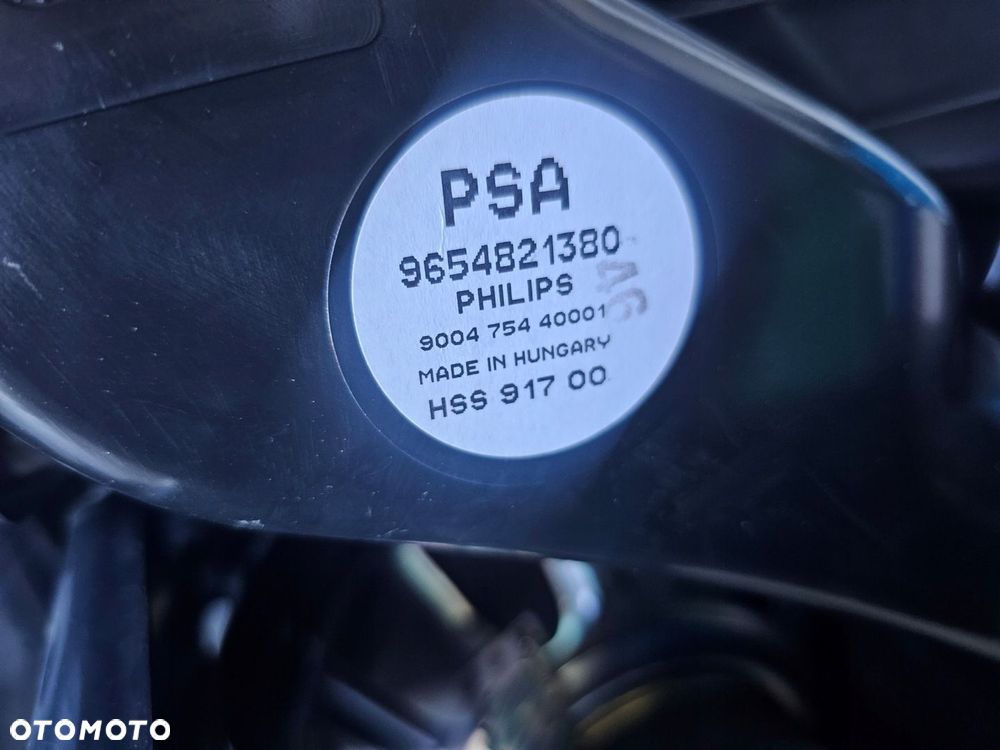 PSA
9654821380
PHILIPS
9004 754 40001
MADE IN HUNGARY
HSS 917 00
OTOMOTO